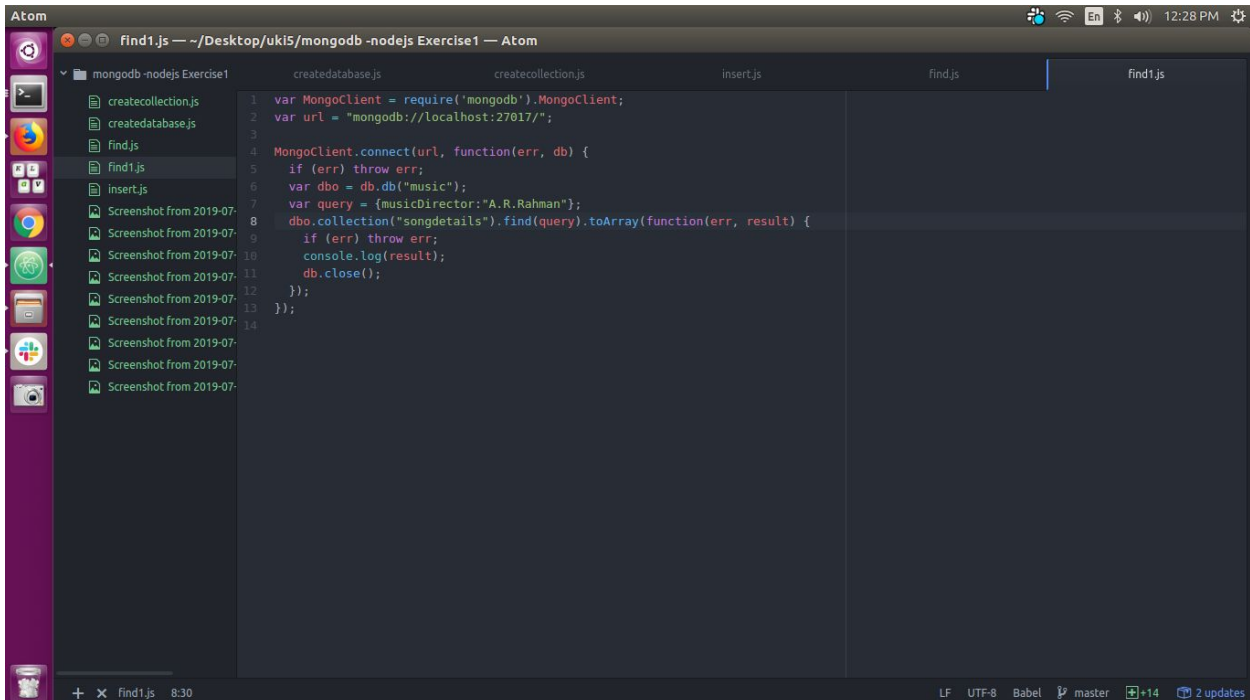 Atom
En
12:28 PM
find1.js — ~/Desktop/uki5/mongodb -nodejs Exercise1 — Atom
mongodb -nodejs Exercise1
createcollection.js
createdatabase.js
find.js
find1.js
insert.js
Screenshot from 2019-07-
Screenshot from 2019-07-
Screenshot from 2019-07-
Screenshot from 2019-07-
Screenshot from 2019-07-
Screenshot from 2019-07-
Screenshot from 2019-07-
Screenshot from 2019-07-
Screenshot from 2019-07-
createdatabase.js createcollection.js insert.js find.js find1.js
1 var MongoClient = require('mongodb').MongoClient;
2 var url = "mongodb://localhost:27017/";
3
4 MongoClient.connect(url, function(err, db) {
5   if (err) throw err;
6   var dbo = db.db("music");
7   var query = {musicDirector:"A.R.Rahman"};
8   dbo.collection("songdetails").find(query).toArray(function(err, result) {
9     if (err) throw err;
10     console.log(result);
11     db.close();
12   });
13 });
14
find1.js 8:30
LF UTF-8 Babel master +14 2 updates